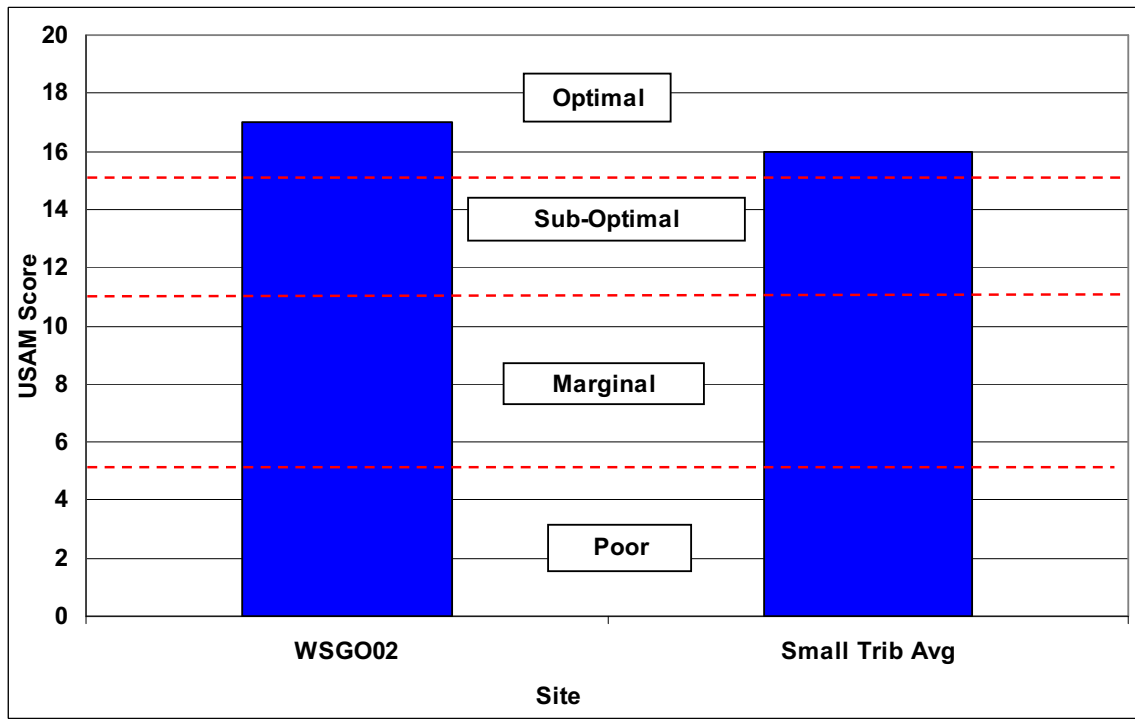 20
18
16
14
12
10
8
6
4
2
0
USAM Score
Optimal
Sub-Optimal
Marginal
Poor
WSGO02
Small Trib Avg
Site